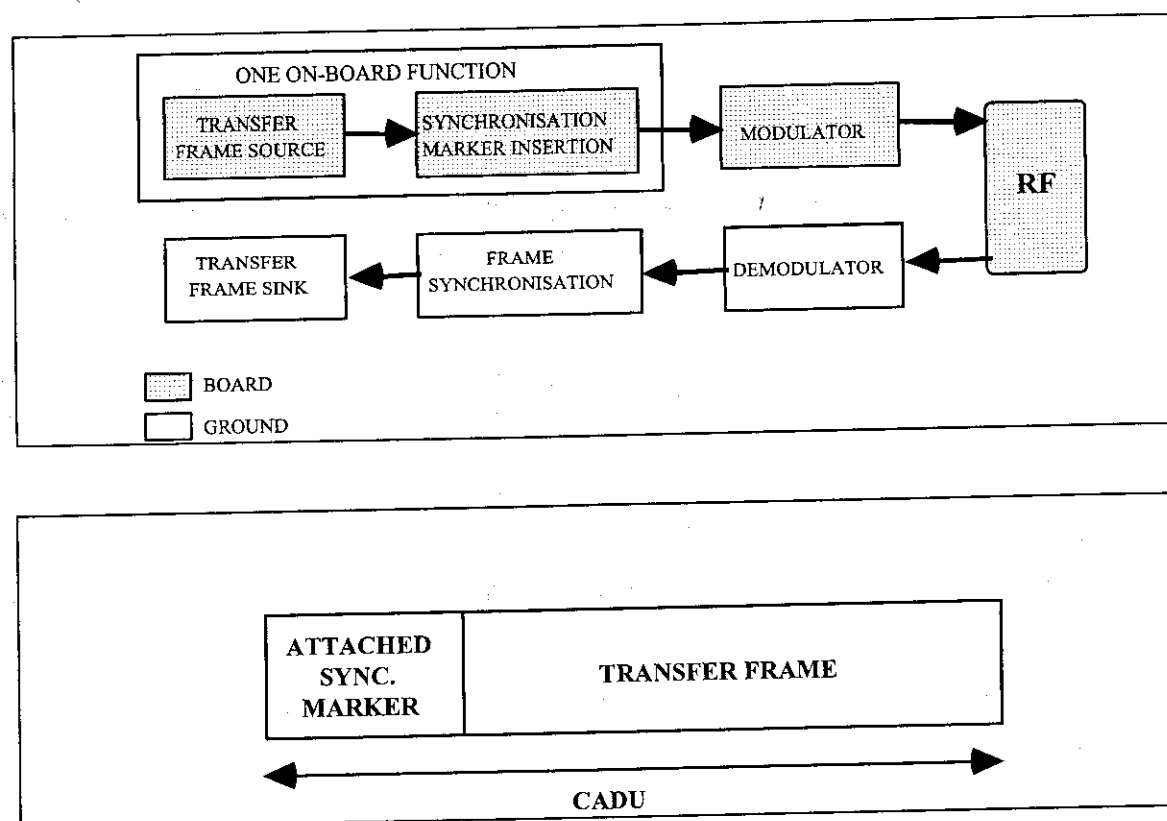 ONE ON-BOARD FUNCTION
TRANSFER
FRAME SOURCE
SYNCHRONISATION
MARKER INSERTION
MODULATOR
RF
TRANSFER
FRAME SINK
FRAME
SYNCHRONISATION
DEMODULATOR
BOARD
GROUND
ATTACHED
SYNC.
MARKER
TRANSFER FRAME
CADU